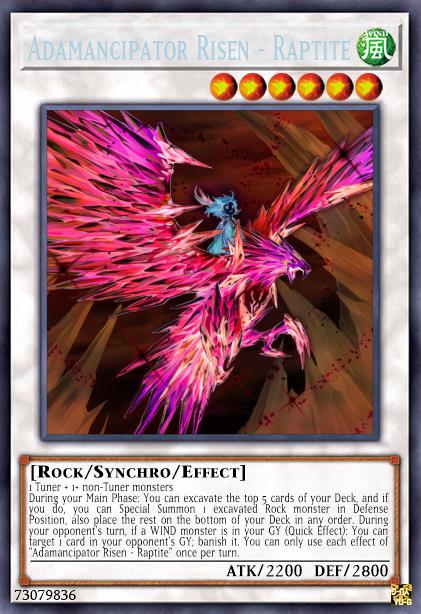 Adamancipator Risen - Raptite
WIND
風
[Rock/Synchro/Effect]
1 Tuner + 1+ non-Tuner monsters
During your Main Phase: You can excavate the top 5 cards of your Deck, and if
you do, you can Special Summon 1 excavated Rock monster in Defense
Position, also place the rest on the bottom of your Deck in any order. During
your opponent's turn, if a WIND monster is in your GY (Quick Effect): You can
target 1 card in your opponent's GY; banish it. You can only use each effect of
"Adamancipator Risen - Raptite" once per turn.
ATK/2200 DEF/2800
73079836